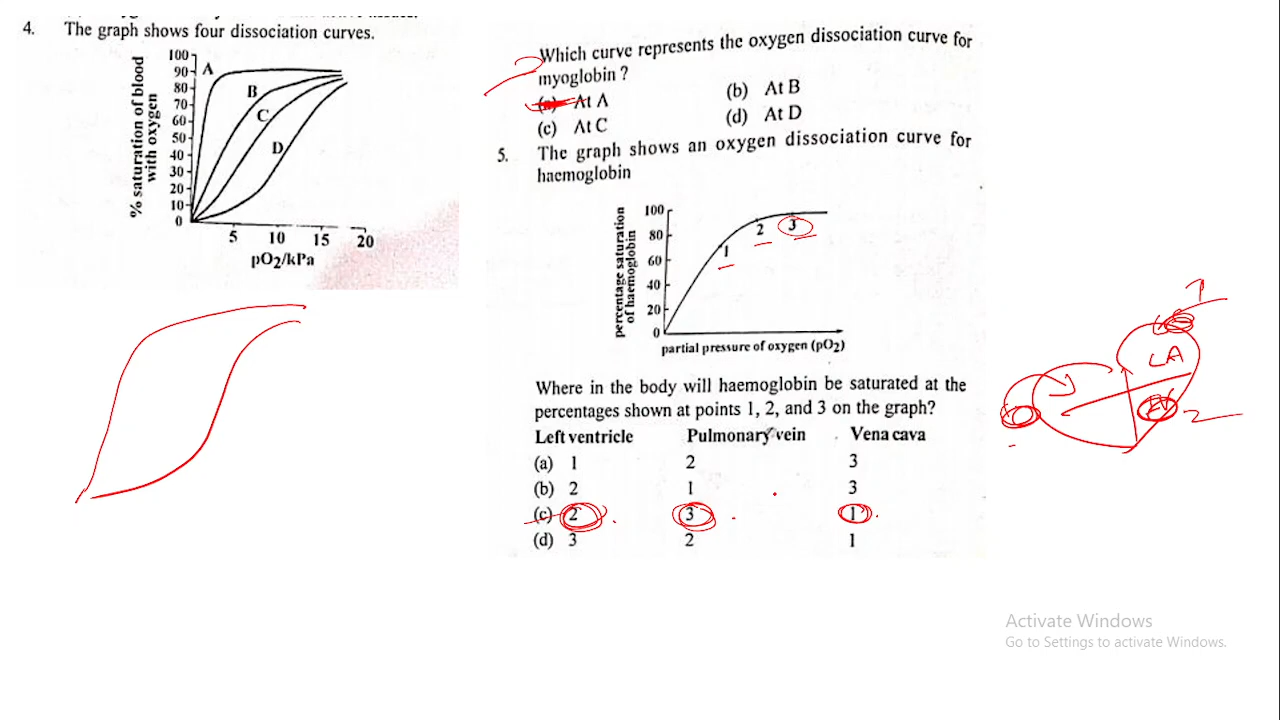 4. The graph shows four dissociation curves.
% saturation of blood
with oxygen
100
90
80
70
60
50
40
30
20
10
0
A
B
C
D
5 10 15 20
pO2/kPa
Which curve represents the oxygen dissociation curve for
myoglobin ?
(a) At A (b) At B
(c) At C (d) At D
5. The graph shows an oxygen dissociation curve for
haemoglobin
percentage saturation
of haemoglobin
100
80
60
40
20
0
1
2
3
partial pressure of oxygen (pO2)
Where in the body will haemoglobin be saturated at the
percentages shown at points 1, 2, and 3 on the graph?
Left ventricle Pulmonary vein Vena cava
(a) 1 2 3
(b) 2 1 3
(c) 2 3 1
(d) 3 2 1
LA
2
Activate Windows
Go to Settings to activate Windows.